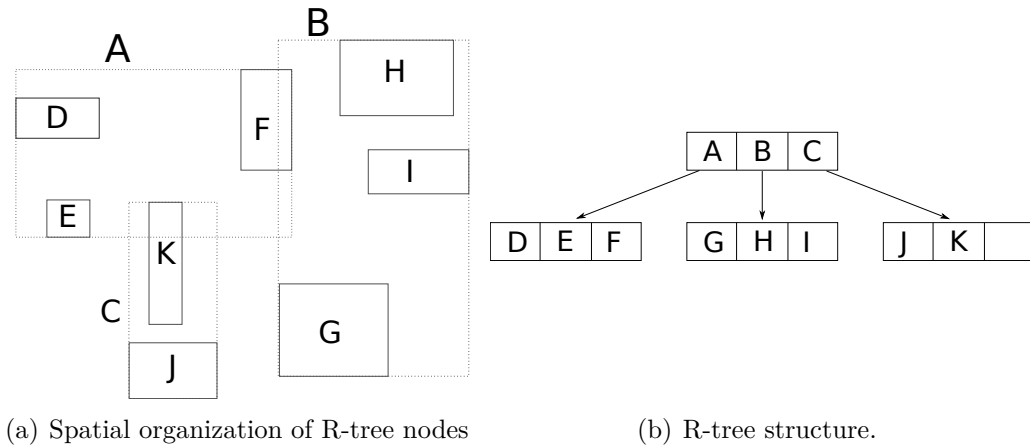 A
B
H
D
F
I
E
K
C
G
J
A B C
D E F
G H I
J K
(a) Spatial organization of R-tree nodes
(b) R-tree structure.